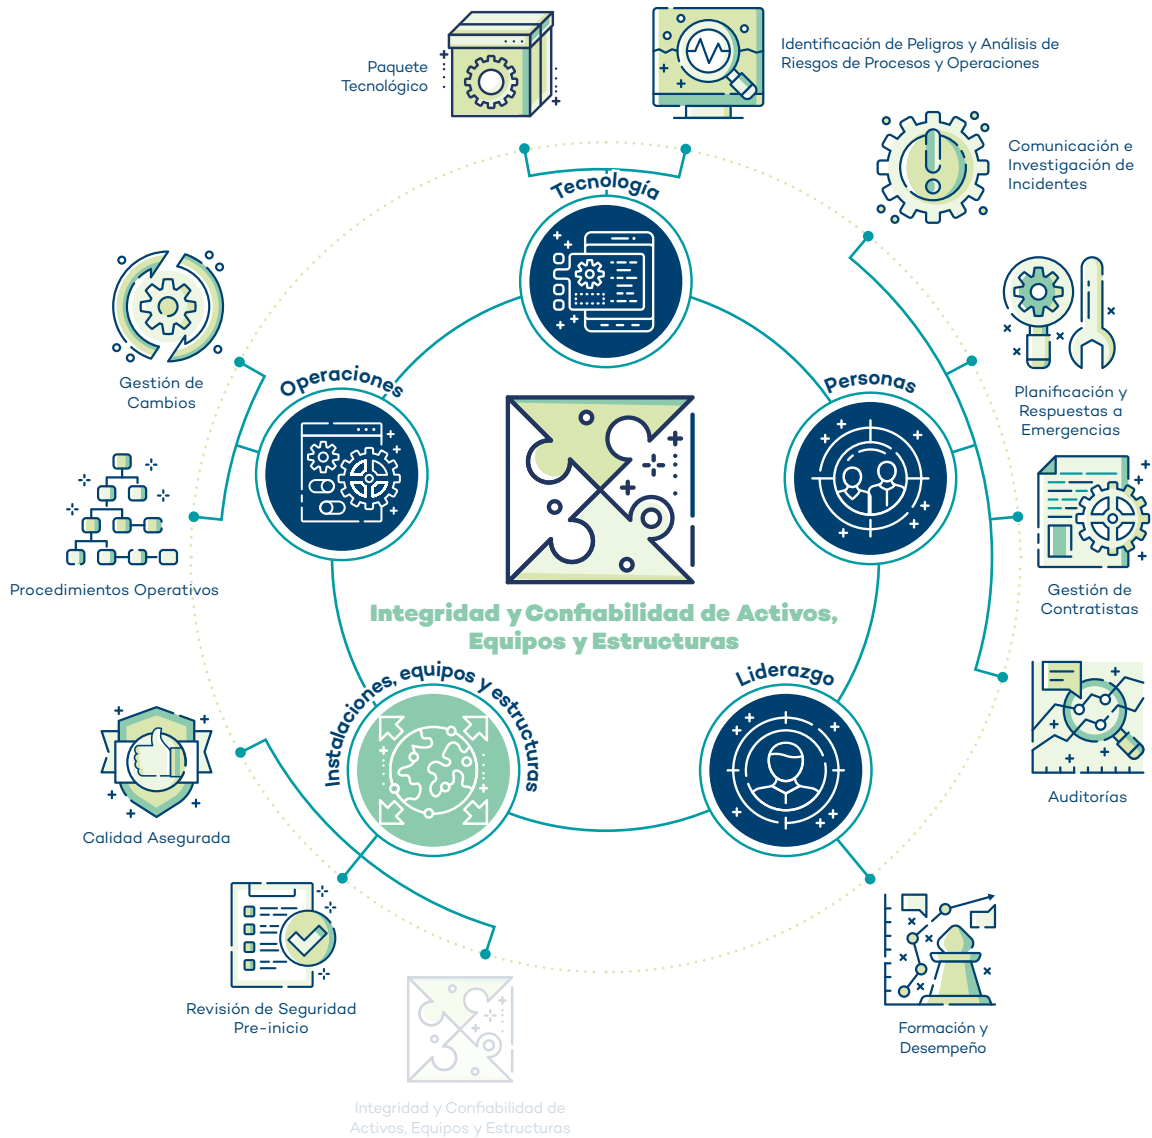 Paquete
Tecnológico
Identificación de Peligros y Análisis de
Riesgos de Procesos y Operaciones
Comunicación e
Investigación de
Incidentes
Tecnología
Gestión de
Cambios
Operaciones
Personas
Planificación y
Respuestas a
Emergencias
Procedimientos Operativos
Gestión de
Contratistas
Integridad y Confiabilidad de Activos,
Equipos y Estructuras
Instalaciones, equipos y estructuras
Liderazgo
Auditorías
Calidad Asegurada
Revisión de Seguridad
Pre-inicio
Formación y
Desempeño
Integridad y Confiabilidad de
Activos, Equipos y Estructuras